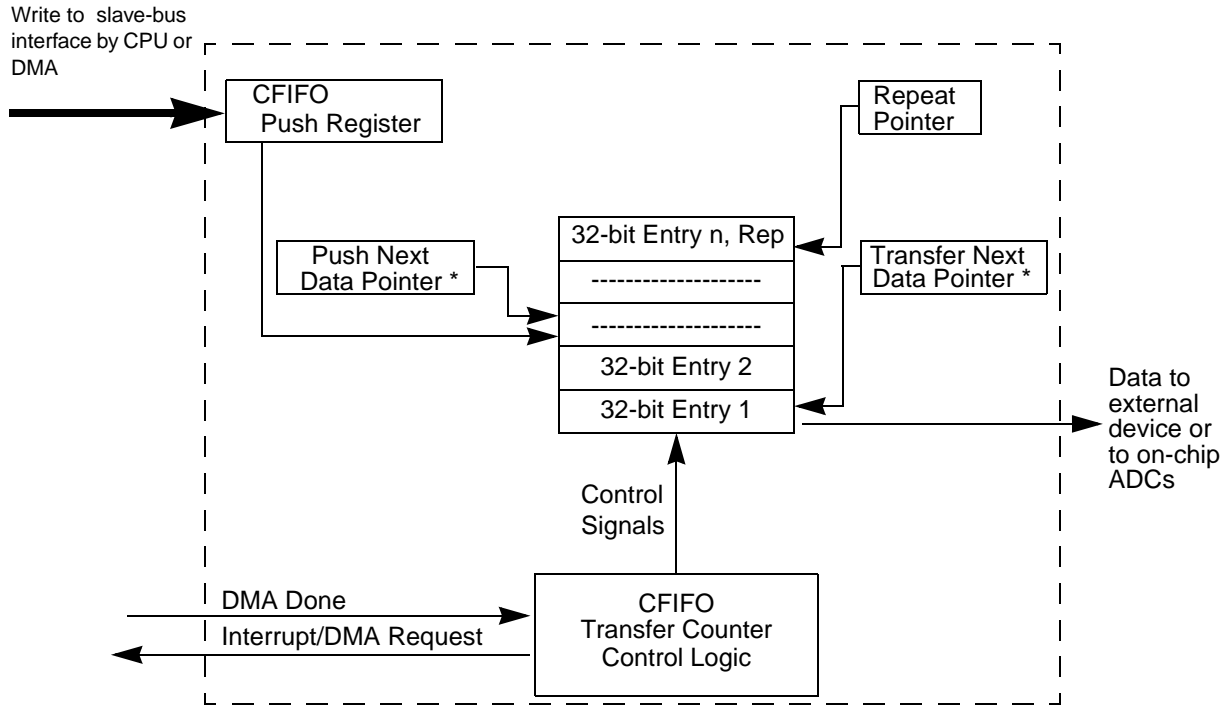 Write to slave-bus
interface by CPU or
DMA
CFIFO
Push Register
Repeat
Pointer
32-bit Entry n, Rep
Push Next
Data Pointer *
Transfer Next
Data Pointer *
--------------------
--------------------
32-bit Entry 2
32-bit Entry 1
Data to
external
device or
to on-chip
ADCs
Control
Signals
DMA Done
Interrupt/DMA Request
CFIFO
Transfer Counter
Control Logic